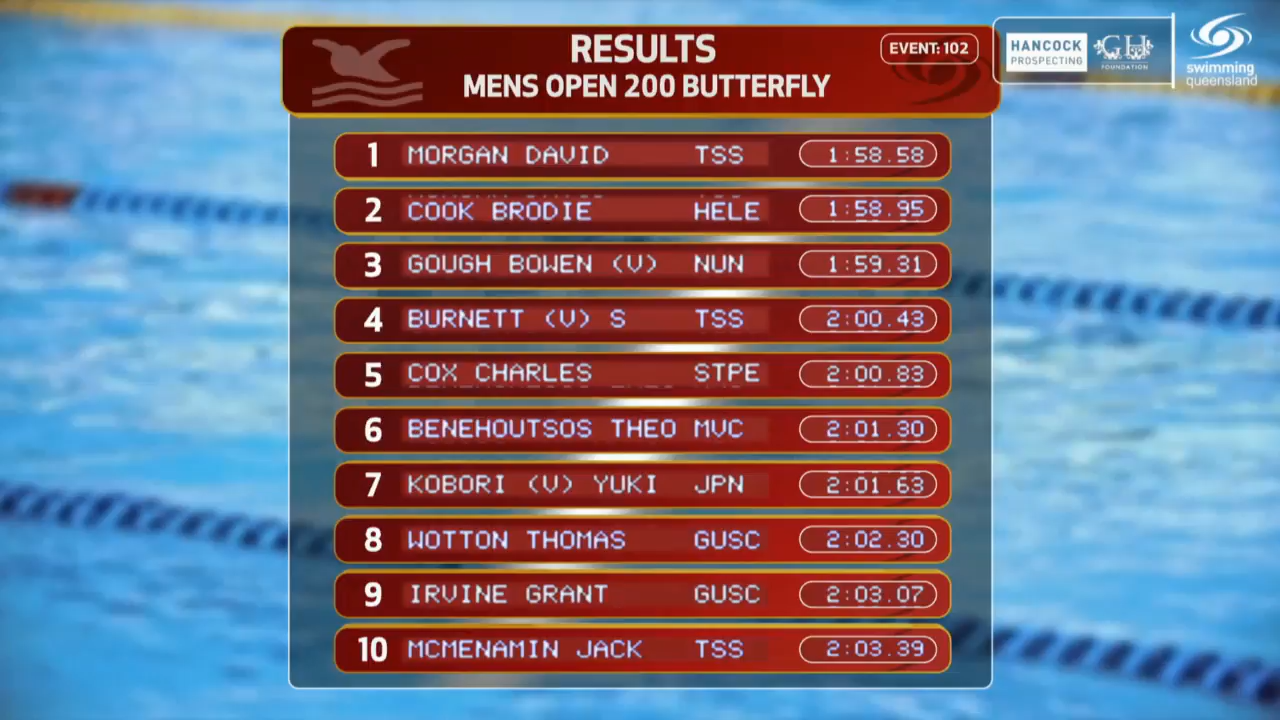 RESULTS
MENS OPEN 200 BUTTERFLY
EVENT: 102
HANCOCK
PROSPECTING
GH
FOUNDATION
swimming
queensland
1 MORGAN DAVID TSS 1:58.58
2 COOK BRODIE HELE 1:58.95
3 GOUGH BOWEN (V) NUN 1:59.31
4 BURNETT (V) S TSS 2:00.43
5 COX CHARLES STPE 2:00.83
6 BENEHOUTSOS THEO MVC 2:01.30
7 KOBORI (V) YUKI JPN 2:01.63
8 WOTTON THOMAS GUSC 2:02.30
9 IRVINE GRANT GUSC 2:03.07
10 MCMENAMIN JACK TSS 2:03.39